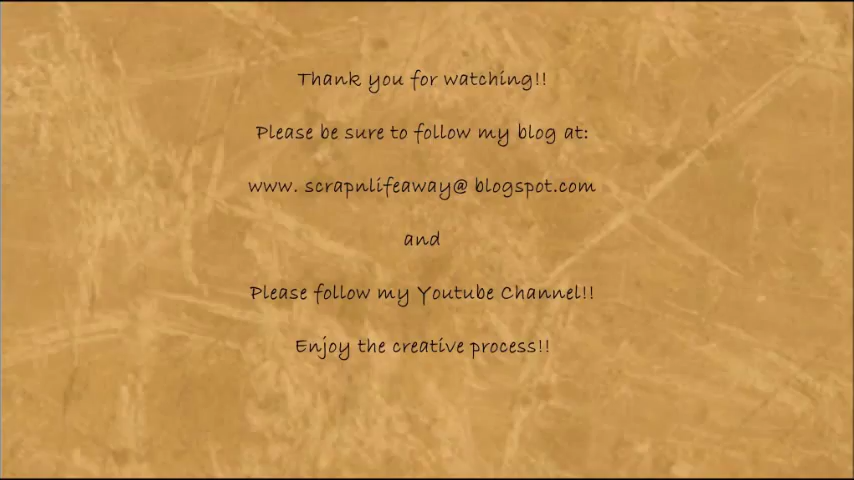 Thank you for watching!!
Please be sure to follow my blog at:
www. scrapnlifeaway@ blogspot.com
and
Please follow my Youtube Channel!!
Enjoy the creative process!!